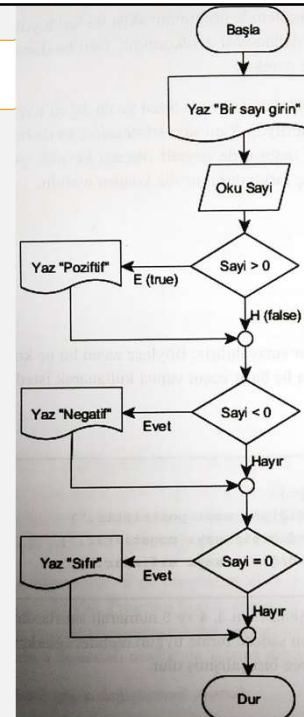 Başla
Yaz "Bir sayı girin"
Oku Sayi
Sayi > 0
Yaz "Poziftif"
E (true)
H (false)
Sayi < 0
Yaz "Negatif"
Evet
Hayır
Sayi = 0
Yaz "Sıfır"
Evet
Hayır
Dur